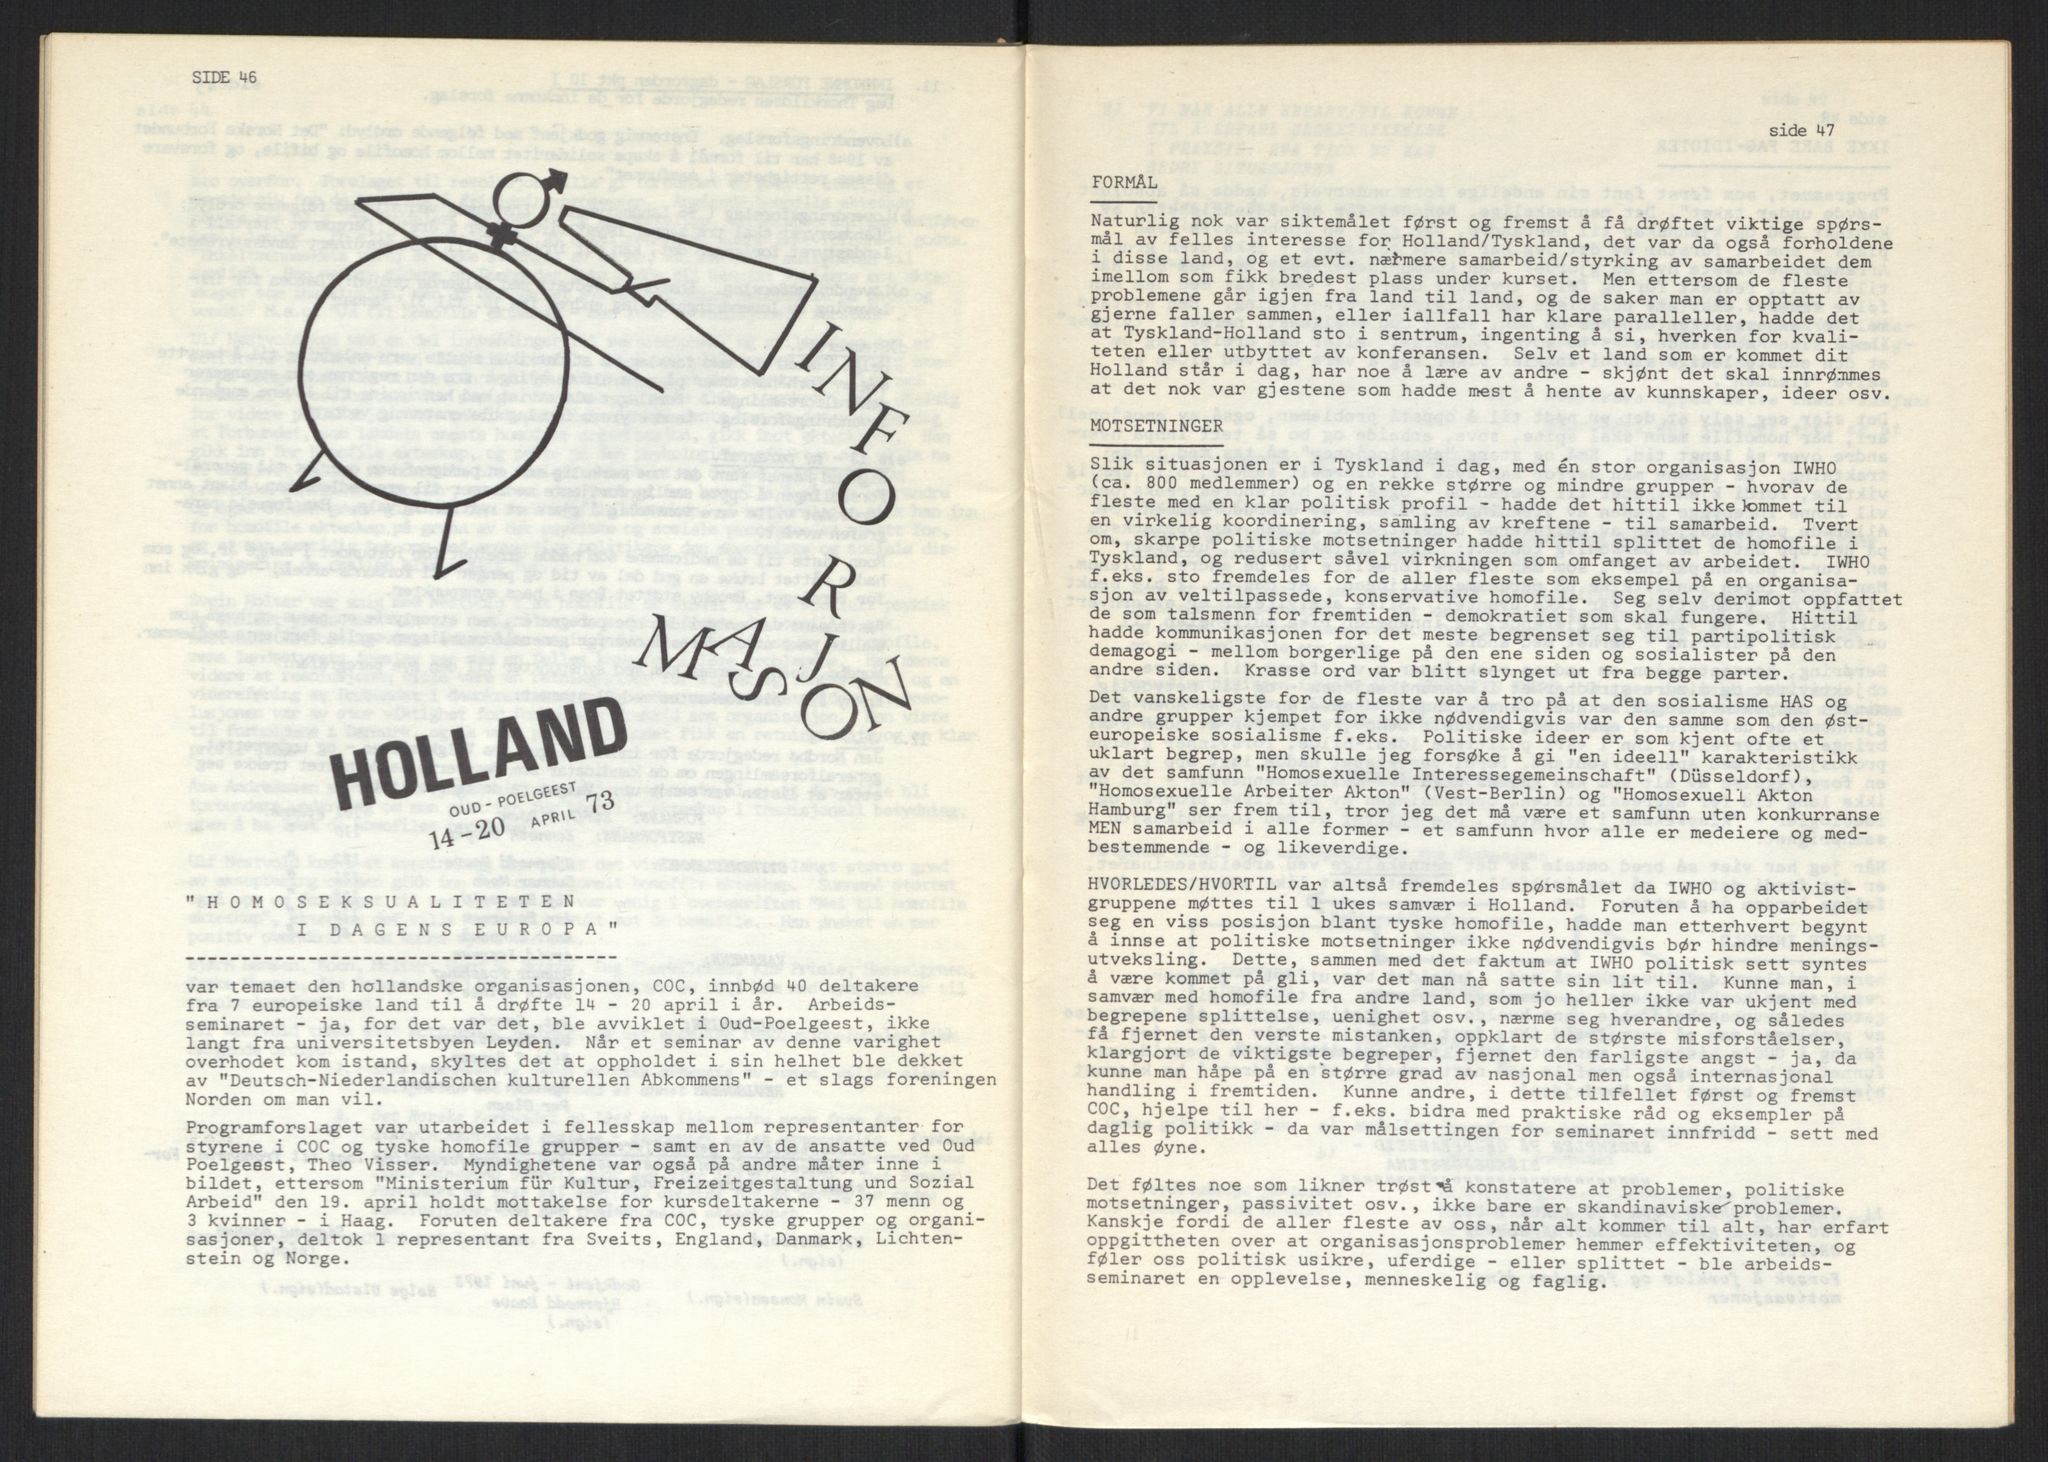 SIDE 46
INFORMASJON
HOLLAND
OUD - POELGEEST
14 - 20 APRIL 73
"HOMOSEKSUALITETEN
I DAGENS EUROPA"
var temaet den hollandske organisasjonen, COC, innbød 40 deltakere
fra 7 europeiske land til å drøfte 14 - 20 april i år. Arbeids-
seminaret - ja, for det var det, ble avviklet i Oud-Poelgeest, ikke
langt fra universitetsbyen Leyden. Når et seminar av denne varighet
overhodet kom istand, skyltes det at oppholdet i sin helhet ble dekket
av "Deutsch-Niederlandischen kulturellen Abkommens" - et slags foreningen
Norden om man vil.
Programforslaget var utarbeidet i fellesskap mellom representanter for
styrene i COC og tyske homofile grupper - samt en av de ansatte ved Oud
Poelgeest, Theo Visser. Myndighetene var også på andre måter inne i
bildet, ettersom "Ministerium für Kultur, Freizeitgestaltung und Sozial
Arbeid" den 19. april holdt mottakelse for kursdeltakerne - 37 menn og
3 kvinner - i Haag. Foruten deltakere fra COC, tyske grupper og organi-
sasjoner, deltok 1 representant fra Sveits, England, Danmark, Lichten-
stein og Norge.
side 47
FORMÅL
Naturlig nok var siktemålet først og fremst å få drøftet viktige spørs-
mål av felles interesse for Holland/Tyskland, det var da også forholdene
i disse land, og et evt. nærmere samarbeid/styrking av samarbeidet dem
imellom som fikk bredest plass under kurset. Men ettersom de fleste
problemene går igjen fra land til land, og de saker man er opptatt av
gjerne faller sammen, eller iallfall har klare paralleller, hadde det
at Tyskland-Holland sto i sentrum, ingenting å si, hverken for kvali-
teten eller utbyttet av konferansen. Selv et land som er kommet dit
Holland står i dag, har noe å lære av andre - skjønt det skal innrømmes
at det nok var gjestene som hadde mest å hente av kunnskaper, ideer osv.
MOTSETNINGER
Slik situasjonen er i Tyskland i dag, med én stor organisasjon IWHO
(ca. 800 medlemmer) og en rekke større og mindre grupper - hvorav de
fleste med en klar politisk profil - hadde det hittil ikke kommet til
en virkelig koordinering, samling av kreftene - til samarbeid. Tvert
om, skarpe politiske motsetninger hadde hittil splittet de homofile i
Tyskland, og redusert såvel virkningen som omfanget av arbeidet. IWHO
f.eks. sto fremdeles for de aller fleste som eksempel på en organisa-
sjon av veltilpassede, konservative homofile. Seg selv derimot oppfattet
de som talsmenn for fremtiden - demokratiet som skal fungere. Hittil
hadde kommunikasjonen for det meste begrenset seg til partipolitisk
demagogi - mellom borgerlige på den ene siden og sosialister på den
andre siden. Krasse ord var blitt slynget ut fra begge parter.
Det vanskeligste for de fleste var å tro på at den sosialisme HAS og
andre grupper kjempet for ikke nødvendigvis var den samme som den øst-
europeiske sosialisme f.eks. Politiske ideer er som kjent ofte et
uklart begrep, men skulle jeg forsøke å gi "en ideell" karakteristikk
av det samfunn "Homosexuelle Interessegemeinschaft" (Düsseldorf),
"Homosexuelle Arbeiter Akton" (Vest-Berlin) og "Homosexuell Akton
Hamburg" ser frem til, tror jeg det må være et samfunn uten konkurranse
MEN samarbeid i alle former - et samfunn hvor alle er medeiere og med-
bestemmende - og likeverdige.
HVORLEDES/HVORTIL var altså fremdeles spørsmålet da IWHO og aktivist-
gruppene møttes til 1 ukes samvær i Holland. Foruten å ha opparbeidet
seg en viss posisjon blant tyske homofile, hadde man etterhvert begynt
å innse at politiske motsetninger ikke nødvendigvis bør hindre menings-
utveksling. Dette, sammen med det faktum at IWHO politisk sett syntes
å være kommet på gli, var det man nå satte sin lit til. Kunne man, i
samvær med homofile fra andre land, som jo heller ikke var ukjent med
begrepene splittelse, uenighet osv., nærme seg hverandre, og således
få fjernet den verste mistanken, oppklart de største misforståelser,
klargjort de viktigste begreper, fjernet den farligste angst - ja, da
kunne man håpe på en større grad av nasjonal men også internasjonal
handling i fremtiden. Kunne andre, i dette tilfellet først og fremst
COC, hjelpe til her - f.eks. bidra med praktiske råd og eksempler på
daglig politikk - da var målsettingen for seminaret innfridd - sett med
alles øyne.
Det føltes noe som likner trøst å konstatere at problemer, politiske
motsetninger, passivitet osv., ikke bare er skandinaviske problemer.
Kanskje fordi de aller fleste av oss, når alt kommer til alt, har erfart
oppgittheten over at organisasjonsproblemer hemmer effektiviteten, og
føler oss politisk usikre, uferdige - eller splittet - ble arbeids-
seminaret en opplevelse, menneskelig og faglig.